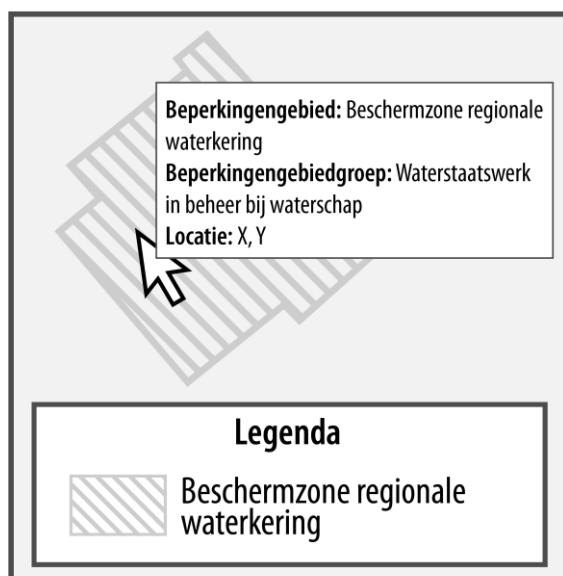 Beperkingengebied: Beschermzone regionale
waterkering
Beperkingengebiedgroep: Waterstaatswerk
in beheer bij waterschap
Locatie: X, Y
Legenda
Beschermzone regionale
waterkering